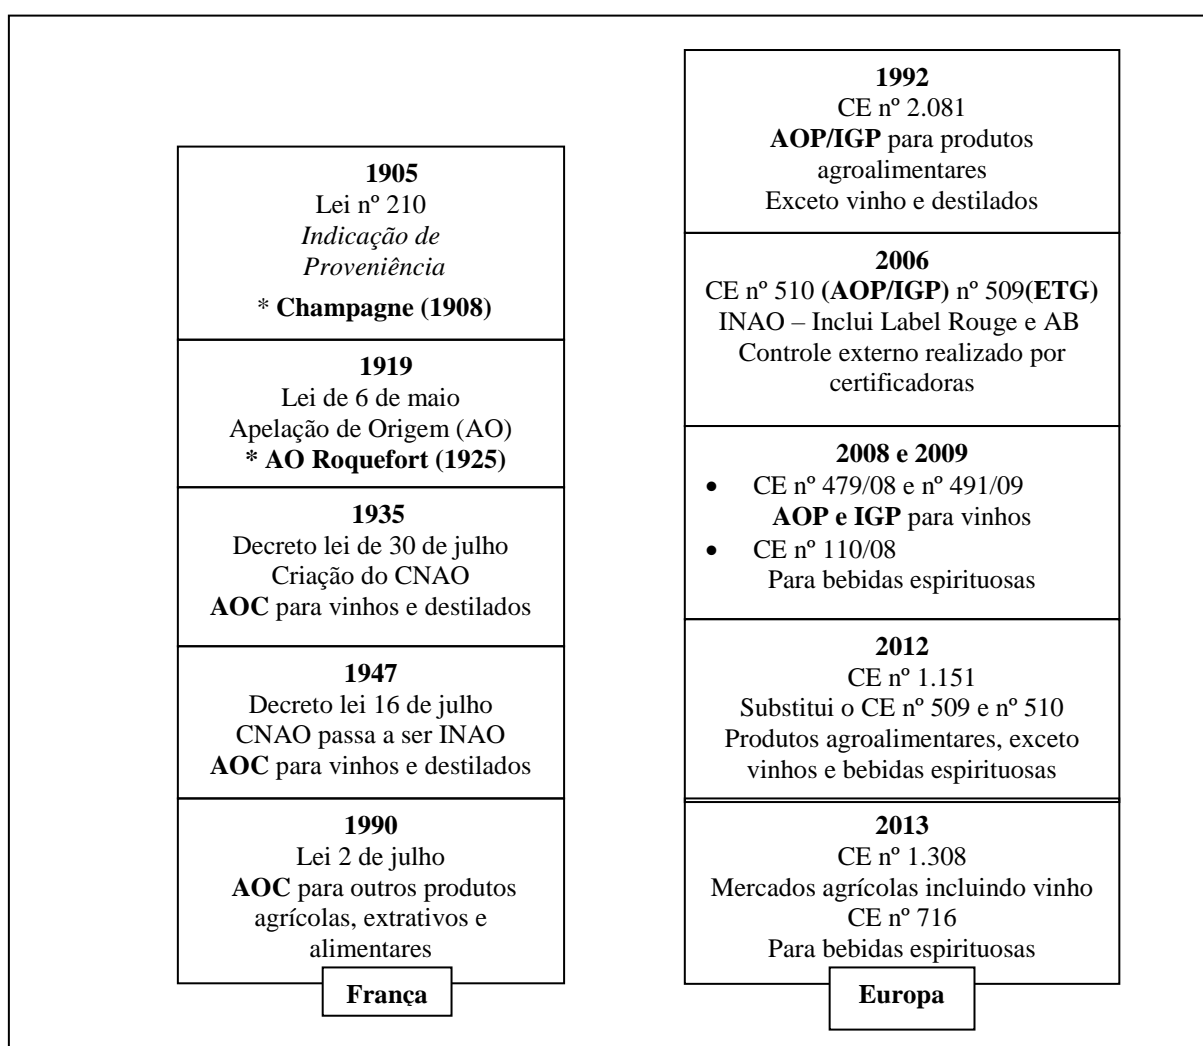 1905
Lei nº 210
Indicação de
Proveniência
* Champagne (1908)
1919
Lei de 6 de maio
Apelação de Origem (AO)
* AO Roquefort (1925)
1935
Decreto lei de 30 de julho
Criação do CNAO
AOC para vinhos e destilados
1947
Decreto lei 16 de julho
CNAO passa a ser INAO
AOC para vinhos e destilados
1990
Lei 2 de julho
AOC para outros produtos
agrícolas, extrativos e
alimentares
França
1992
CE nº 2.081
AOP/IGP para produtos
agroalimentares
Exceto vinho e destilados
2006
CE nº 510 (AOP/IGP) nº 509(ETG)
INAO – Inclui Label Rouge e AB
Controle externo realizado por
certificadoras
2008 e 2009
• CE nº 479/08 e nº 491/09
AOP e IGP para vinhos
• CE nº 110/08
Para bebidas espirituosas
2012
CE nº 1.151
Substitui o CE nº 509 e nº 510
Produtos agroalimentares, exceto
vinhos e bebidas espirituosas
2013
CE nº 1.308
Mercados agrícolas incluindo vinho
CE nº 716
Para bebidas espirituosas
Europa